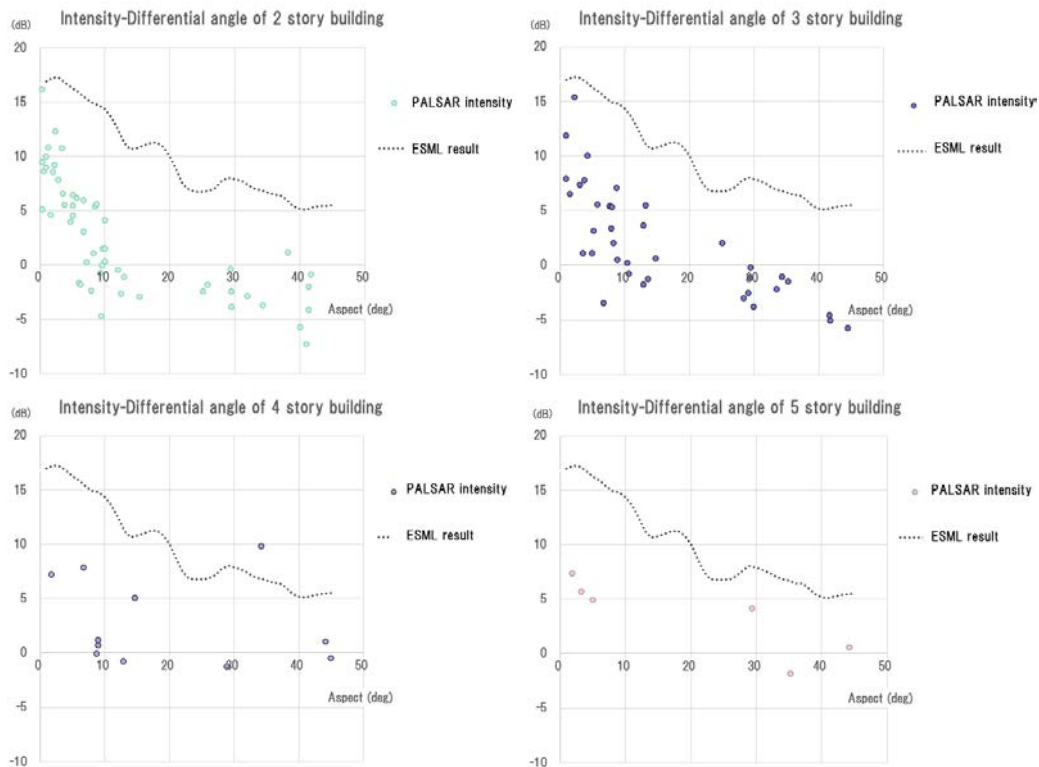 (dB) Intensity-Differential angle of 2 story building
20
15
10
5
0
-5
-10
0 10 20 30 40 50
Aspect (deg)
PALSAR intensity
ESML result
(dB) Intensity-Differential angle of 3 story building
20
15
10
5
0
-5
-10
0 10 20 30 40 50
Aspect (deg)
PALSAR intensity
ESML result
(dB) Intensity-Differential angle of 4 story building
20
15
10
5
0
-5
-10
0 10 20 30 40 50
Aspect (deg)
PALSAR intensity
ESML result
(dB) Intensity-Differential angle of 5 story building
20
15
10
5
0
-5
-10
0 10 20 30 40 50
Aspect (deg)
PALSAR intensity
ESML result